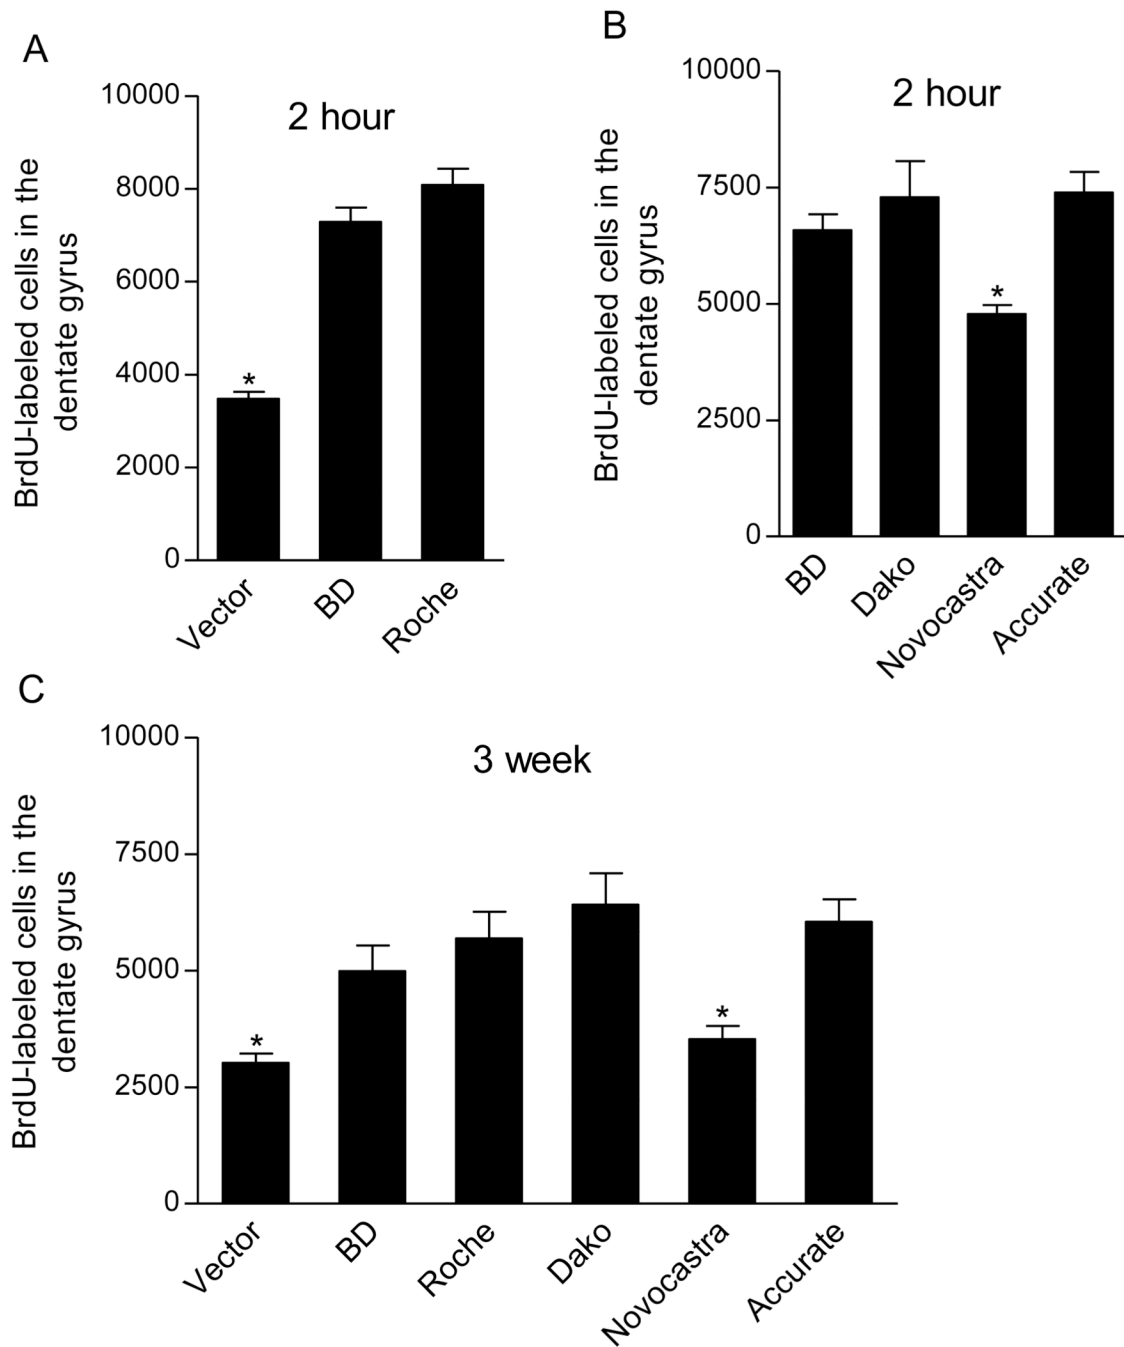 A
BrdU-labeled cells in the
dentate gyrus
10000
8000
6000
4000
2000
0
2 hour
*
Vector
BD
Roche
B
BrdU-labeled cells in the
dentate gyrus
10000
7500
5000
2500
0
2 hour
*
BD
Dako
Novocastra
Accurate
C
BrdU-labeled cells in the
dentate gyrus
10000
7500
5000
2500
0
3 week
*
*
Vector
BD
Roche
Dako
Novocastra
Accurate